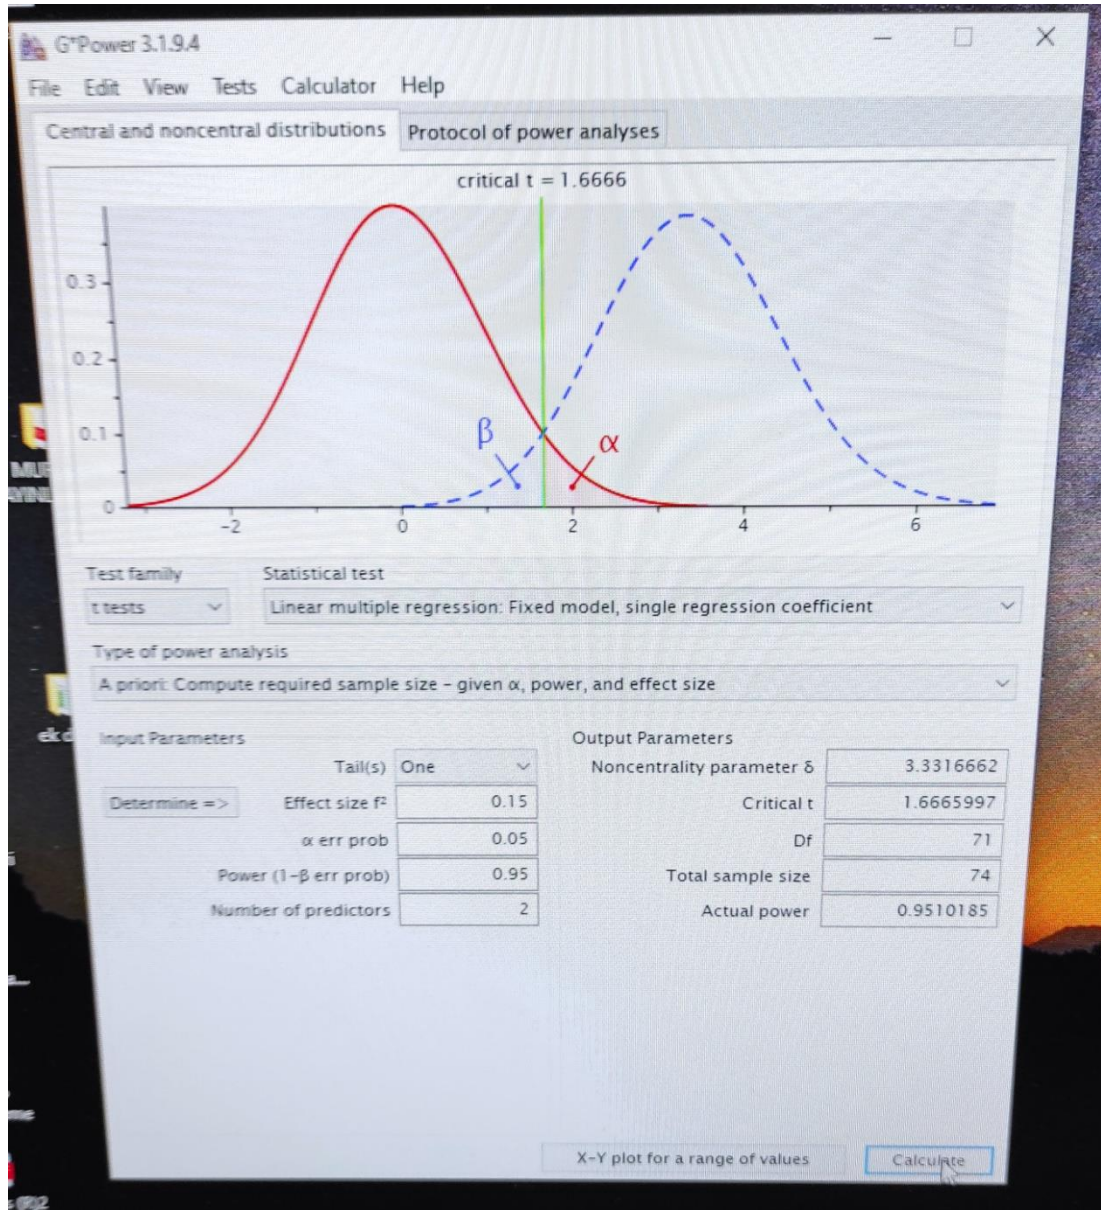 G*Power 3.1.9.4
File Edit View Tests Calculator Help
Central and noncentral distributions Protocol of power analyses
critical t = 1.6666
0.3
0.2
0.1
0
β
α
-2 0 2 4 6
Test family Statistical test
t tests Linear multiple regression: Fixed model, single regression coefficient
Type of power analysis
A priori: Compute required sample size - given α, power, and effect size
Input Parameters Output Parameters
Tail(s) One Noncentrality parameter δ 3.3316662
Determine => Effect size f² 0.15 Critical t 1.6665997
α err prob 0.05 Df 71
Power (1-β err prob) 0.95 Total sample size 74
Number of predictors 2 Actual power 0.9510185
X-Y plot for a range of values Calculate